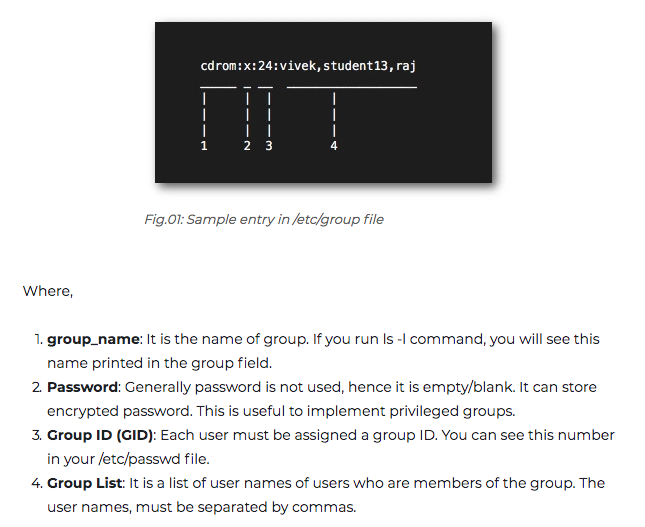 cdrom:x:24:vivek,student13,raj
1 2 3 4
Fig.01: Sample entry in /etc/group file
Where,
1. group_name: It is the name of group. If you run ls -l command, you will see this
name printed in the group field.
2. Password: Generally password is not used, hence it is empty/blank. It can store
encrypted password. This is useful to implement privileged groups.
3. Group ID (GID): Each user must be assigned a group ID. You can see this number
in your /etc/passwd file.
4. Group List: It is a list of user names of users who are members of the group. The
user names, must be separated by commas.